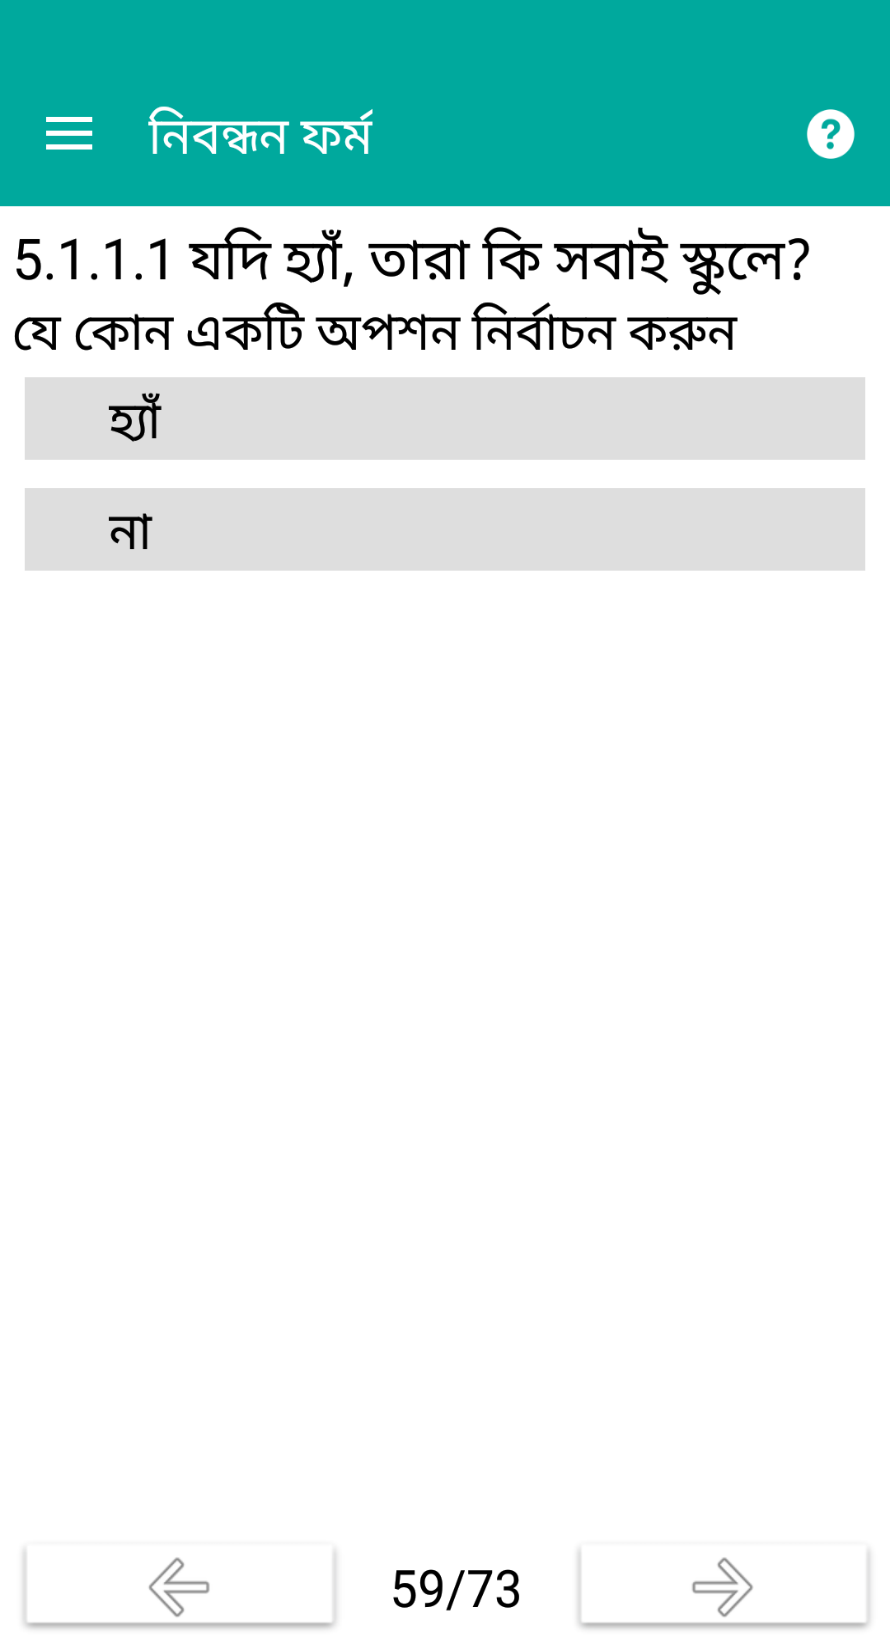 নিবন্ধন ফর্ম
?
5.1.1.1 যদি হ্যাঁ, তারা কি সবাই স্কুলে?
যে কোন একটি অপশন নির্বাচন করুন
হ্যাঁ
না
59/73